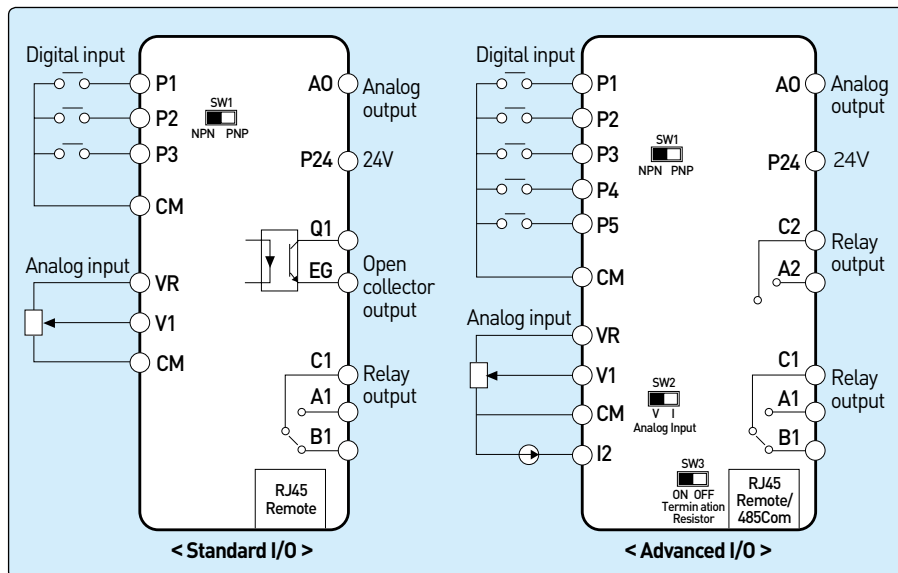 Digital input
P1
P2
P3
CM
SW1
NPN PNP
AO
Analog
output
P24
24V
Q1
EG
Open
collector
output
Analog input
VR
V1
CM
C1
A1
B1
Relay
output
RJ45
Remote
< Standard I/O >
Digital input
P1
P2
P3
P4
P5
CM
SW1
NPN PNP
AO
Analog
output
P24
24V
C2
A2
Relay
output
Analog input
VR
V1
CM
I2
SW2
V I
Analog Input
C1
A1
B1
Relay
output
SW3
ON OFF
Termin ation
Resistor
RJ45
Remote/
485Com
< Advanced I/O >